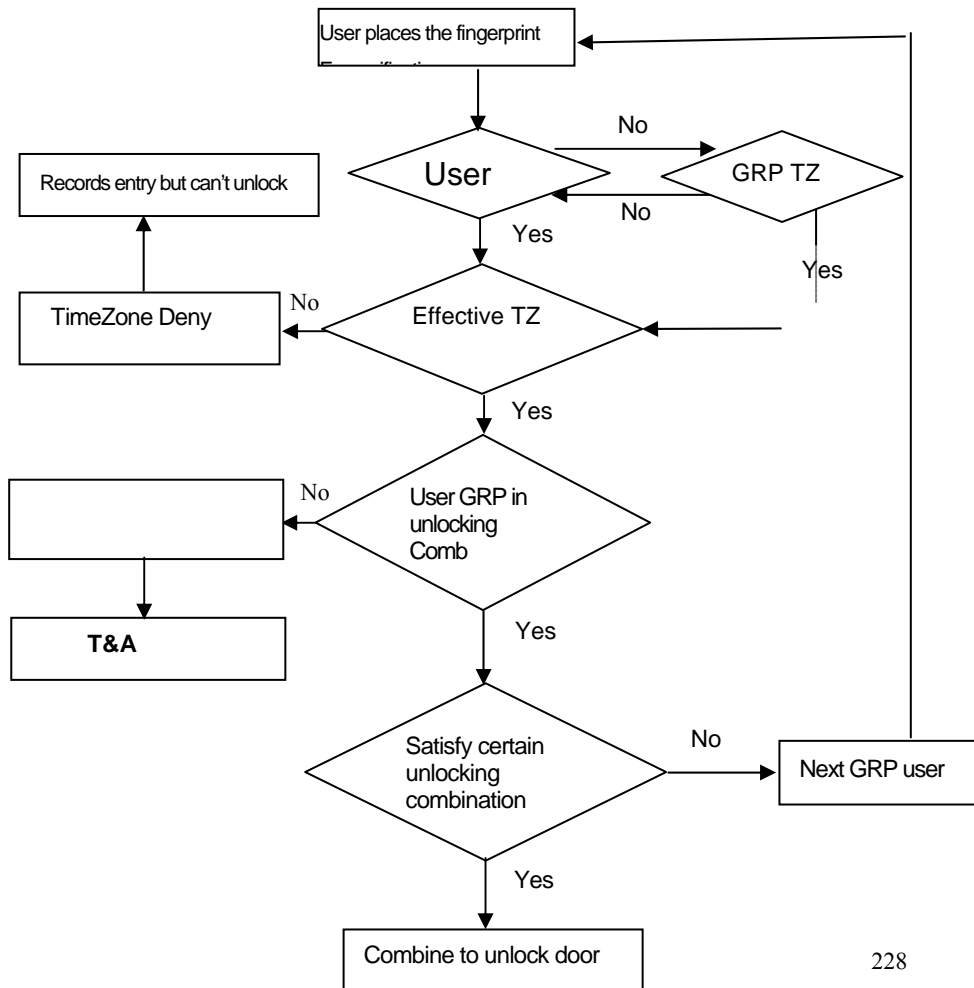 User places the fingerprint
No
User
GRP TZ
Records entry but can't unlock
No
Yes
Yes
No
TimeZone Deny
Effective TZ
Yes
No
User GRP in
unlocking
Comb
T&A
Yes
Satisfy certain
unlocking
combination
No
Next GRP user
Yes
Combine to unlock door
228